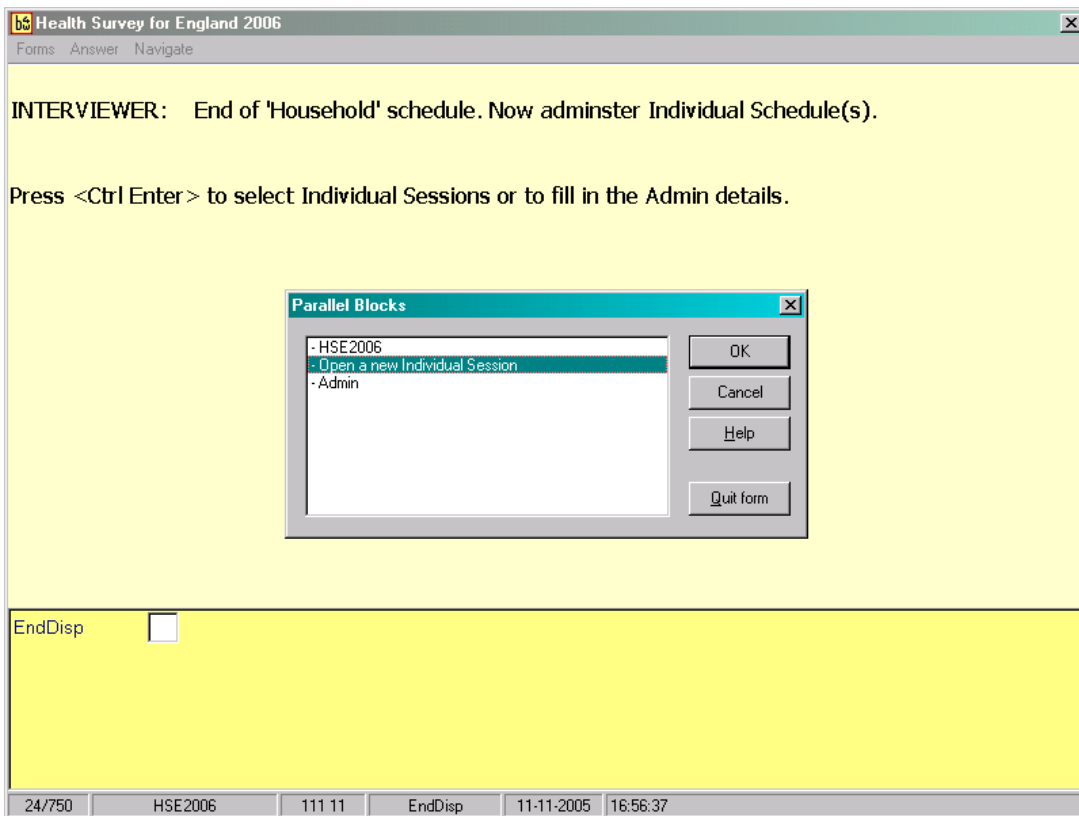 Health Survey for England 2006
Forms Answer Navigate
INTERVIEWER: End of 'Household' schedule. Now adminster Individual Schedule(s).
Press <Ctrl Enter> to select Individual Sessions or to fill in the Admin details.
Parallel Blocks
- HSE2006
- Open a new Individual Session
- Admin
OK
Cancel
Help
Quit form
EndDisp
24/750 HSE2006 111 11 EndDisp 11-11-2005 16:56:37